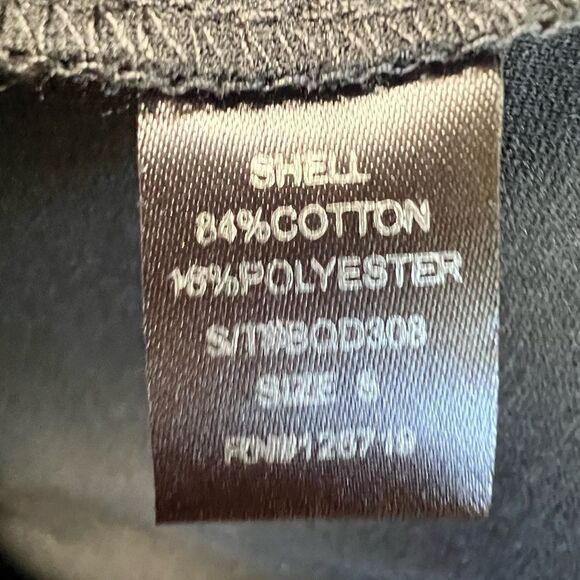 SHELL
84%COTTON
16%POLYESTER
S/T#BQD308
SIZE